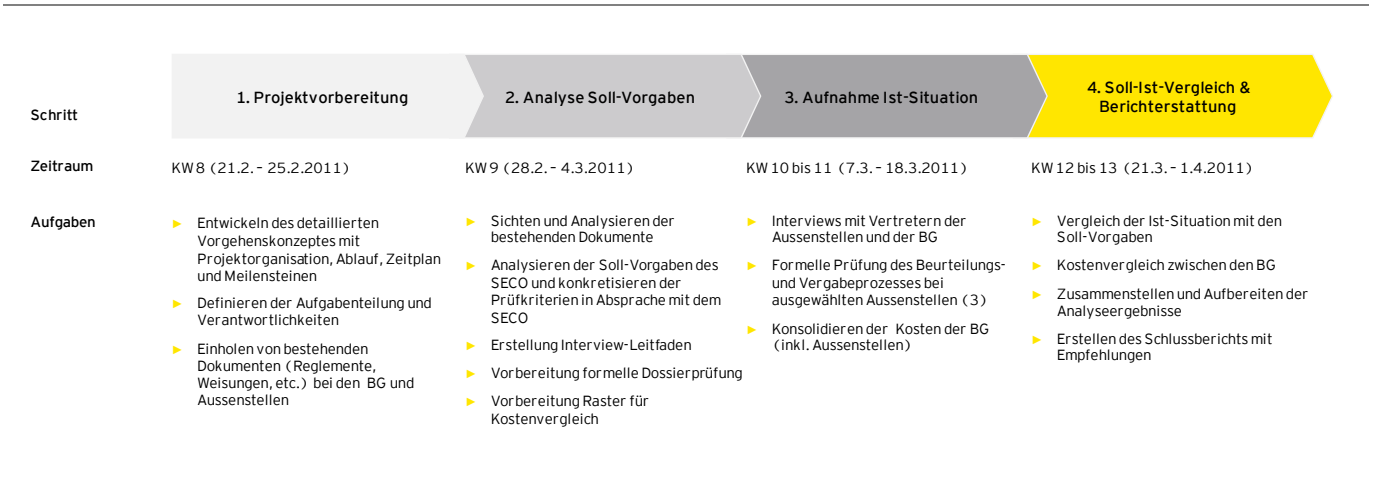 Schritt
1. Projektvorbereitung
2. Analyse Soll-Vorgaben
3. Aufnahme Ist-Situation
4. Soll-Ist-Vergleich &
Berichterstattung
Zeitraum
KW 8 (21.2. – 25.2.2011)
KW 9 (28.2. – 4.3.2011)
KW 10 bis 11 (7.3. – 18.3.2011)
KW 12 bis 13 (21.3. – 1.4.2011)
Aufgaben
► Entwickeln des detaillierten
Vorgehenskonzeptes mit
Projektorganisation, Ablauf, Zeitplan
und Meilensteinen
► Definieren der Aufgabenteilung und
Verantwortlichkeiten
► Einholen von bestehenden
Dokumenten (Reglemente,
Weisungen, etc.) bei den BG und
Aussenstellen
► Sichten und Analysieren der
bestehenden Dokumente
► Analysieren der Soll-Vorgaben des
SECO und konkretisieren der
Prüfkriterien in Absprache mit dem
SECO
► Erstellung Interview-Leitfaden
► Vorbereitung formelle Dossierprüfung
► Vorbereitung Raster für
Kostenvergleich
► Interviews mit Vertretern der
Aussenstellen und der BG
► Formelle Prüfung des Beurteilungs-
und Vergabeprozesses bei
ausgewählten Aussenstellen (3)
► Konsolidieren der Kosten der BG
(inkl. Aussenstellen)
► Vergleich der Ist-Situation mit den
Soll-Vorgaben
► Kostenvergleich zwischen den BG
► Zusammenstellen und Aufbereiten der
Analyseergebnisse
► Erstellen des Schlussberichts mit
Empfehlungen